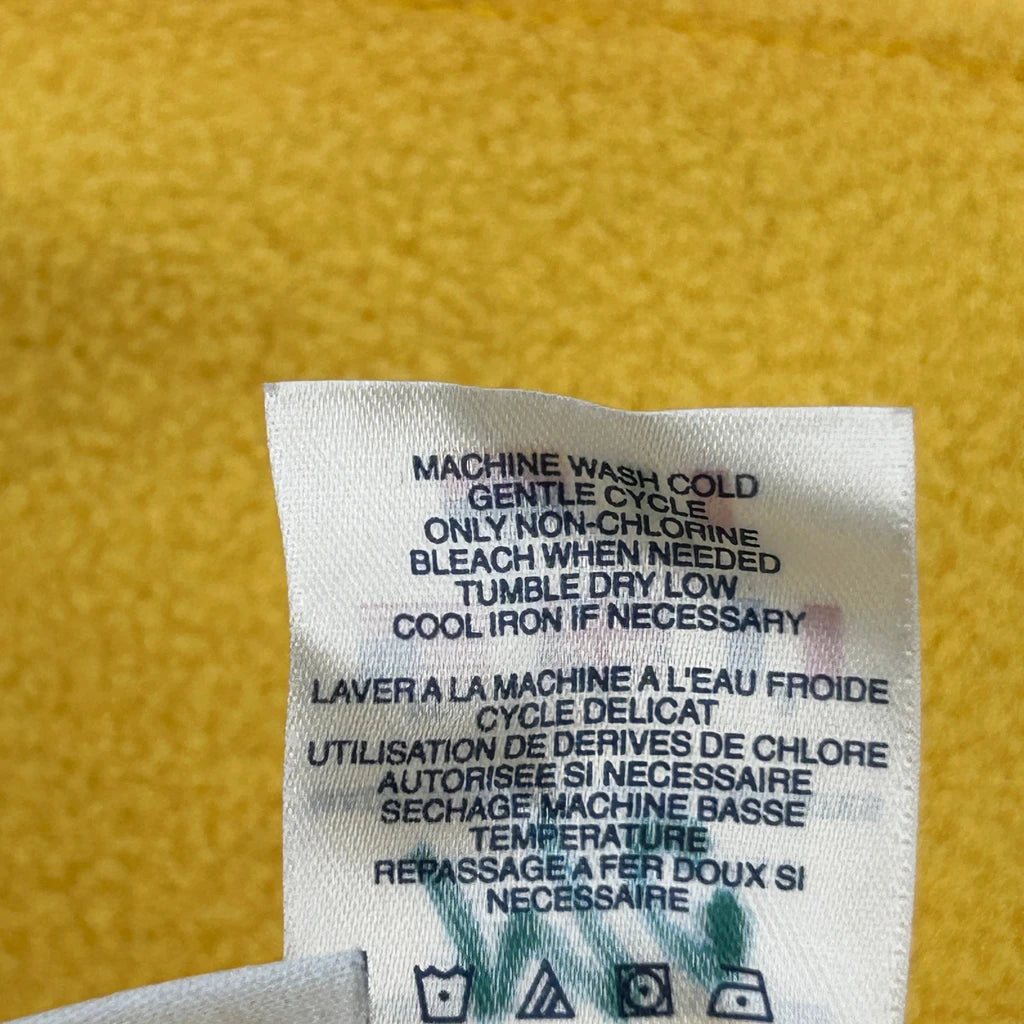 MACHINE WASH COLD
GENTLE CYCLE
ONLY NON-CHLORINE
BLEACH WHEN NEEDED
TUMBLE DRY LOW
COOL IRON IF NECESSARY
LAVER A LA MACHINE A L'EAU FROIDE
CYCLE DELICAT
UTILISATION DE DERIVES DE CHLORE
AUTORISEE SI NECESSAIRE
SECHAGE MACHINE BASSE
TEMPERATURE
REPASSAGE A FER DOUX SI
NECESSAIRE